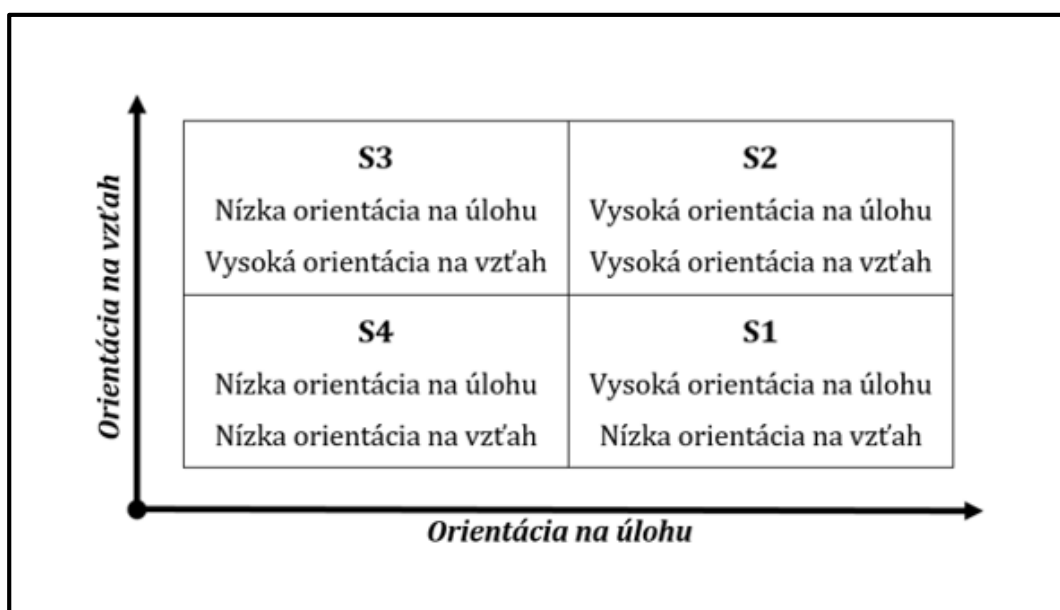 Orientácia na vzťah
S3
Nízka orientácia na úlohu
Vysoká orientácia na vzťah
S2
Vysoká orientácia na úlohu
Vysoká orientácia na vzťah
S4
Nízka orientácia na úlohu
Nízka orientácia na vzťah
S1
Vysoká orientácia na úlohu
Nízka orientácia na vzťah
Orientácia na úlohu